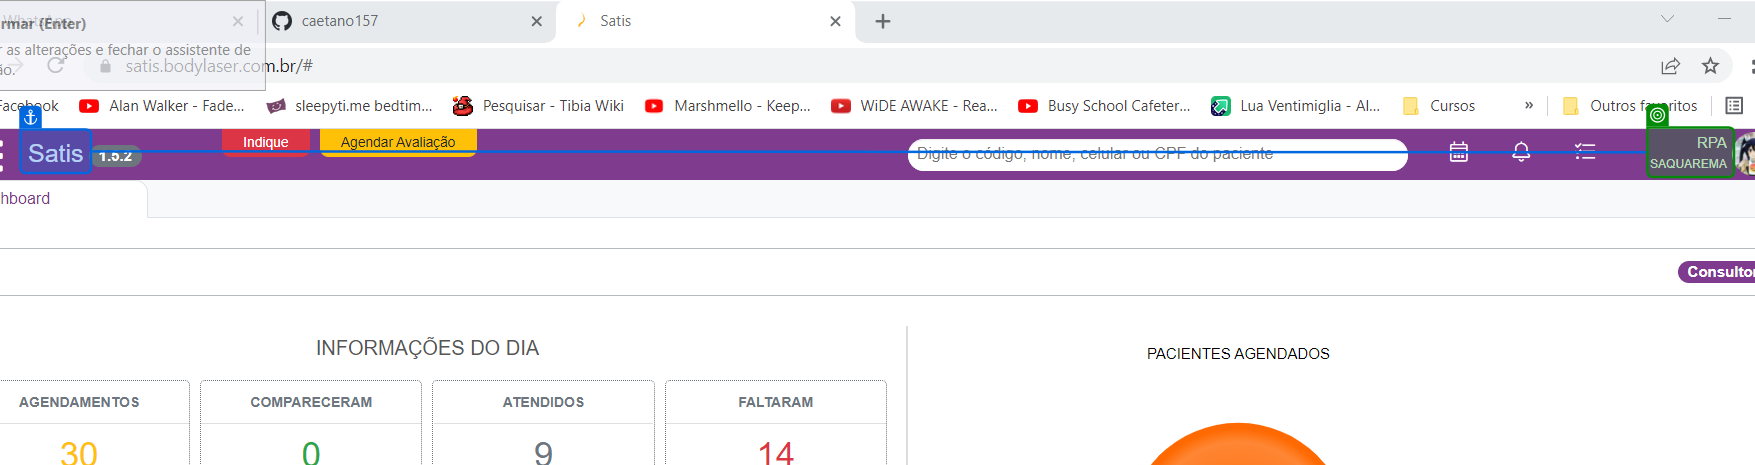 rmar (Enter)
caetano157
Satis
r as alterações e fechar o assistente de
ão.
satis.bodylaser.com.br/#
Facebook
Alan Walker - Fade...
sleepyti.me bedtim...
Pesquisar - Tibia Wiki
Marshmello - Keep...
WiDE AWAKE - Rea...
Busy School Cafeter...
Lua Ventimiglia - Al...
Cursos
»
Outros favoritos
Satis
1.5.2
Indique
Agendar Avaliação
Digite o código, nome, celular ou CPF do paciente
RPA
SAQUAREMA
hboard
Consultor
INFORMAÇÕES DO DIA
PACIENTES AGENDADOS
AGENDAMENTOS
COMPARECERAM
ATENDIDOS
FALTARAM
30
0
9
14